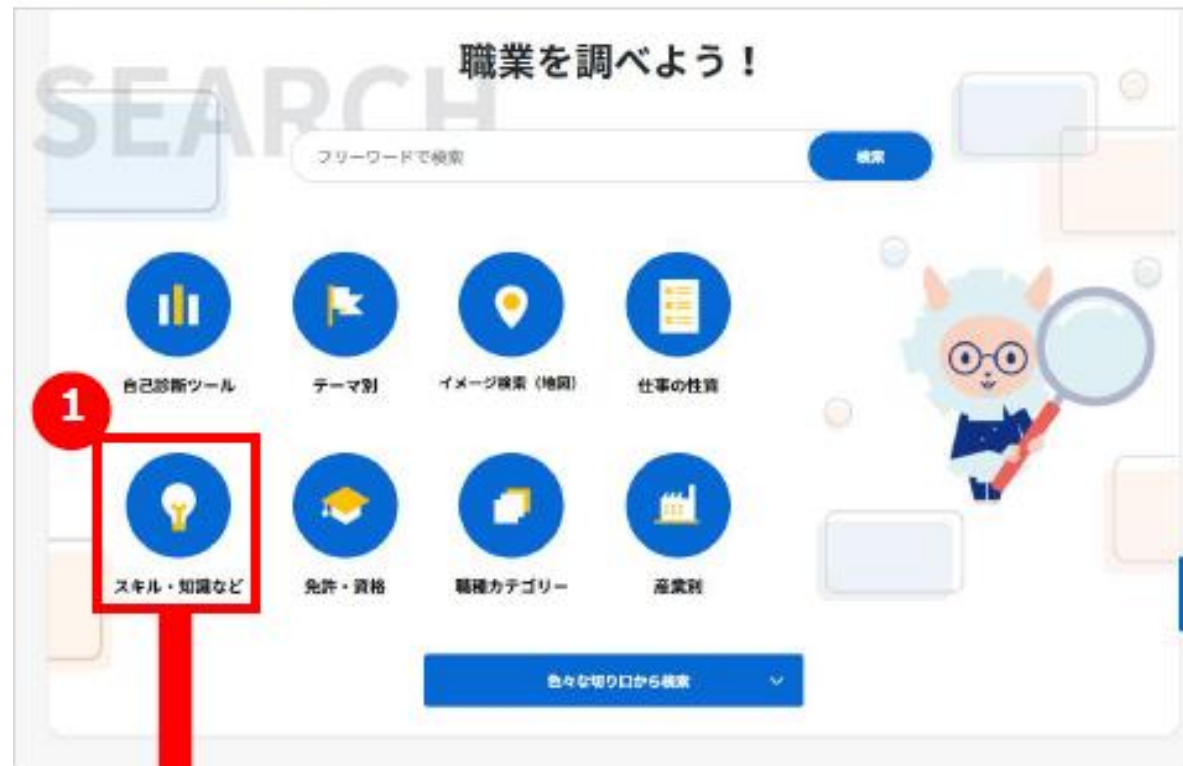 SEARCH
職業を調べよう！
フリーワードで検索
検索
自己診断ツール
テーマ別
イメージ検索（地図）
仕事の性質
1
スキル・知識など
免許・資格
職種カテゴリー
産業別
色々な切り口から検索